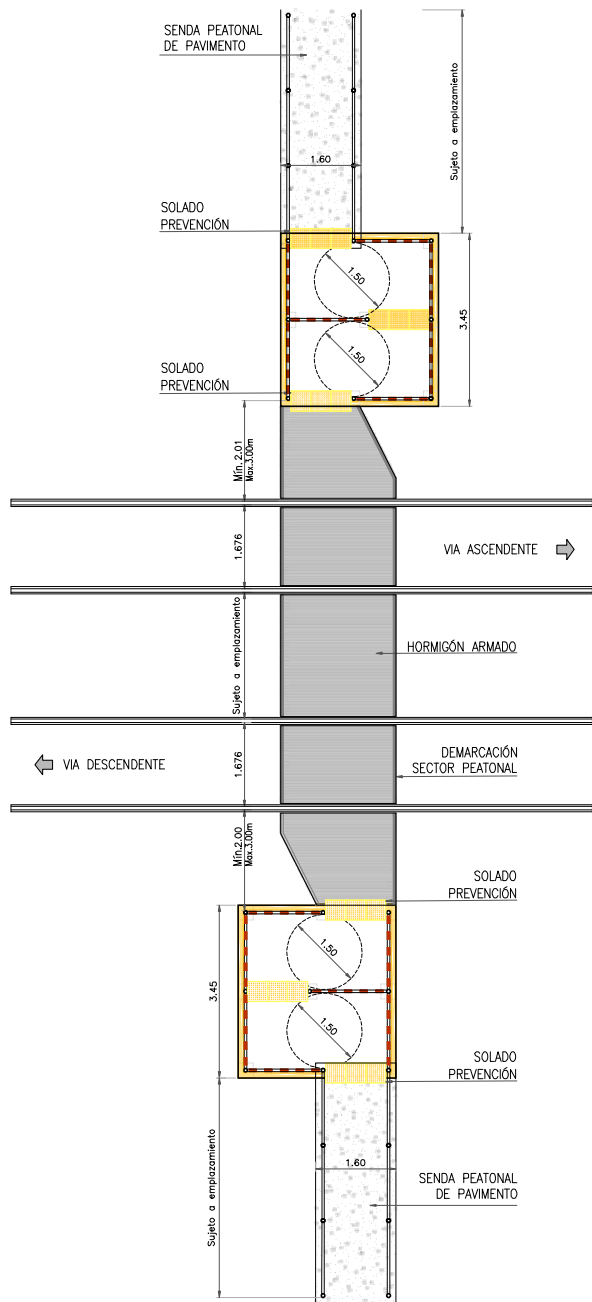 SENDA PEATONAL
DE PAVIMENTO
Sujeto a emplazamiento
1.60
SOLADO
PREVENCIÓN
1.50
3.45
1.50
SOLADO
PREVENCIÓN
Mín.2.01
Max.3.00m
1.676
VIA ASCENDENTE
Sujeto a emplazamiento
HORMIGÓN ARMADO
1.676
VIA DESCENDENTE
DEMARCACIÓN
SECTOR PEATONAL
Mín.2.00
Max.3.00m
SOLADO
PREVENCIÓN
1.50
3.45
1.50
SOLADO
PREVENCIÓN
Sujeto a emplazamiento
1.60
SENDA PEATONAL
DE PAVIMENTO